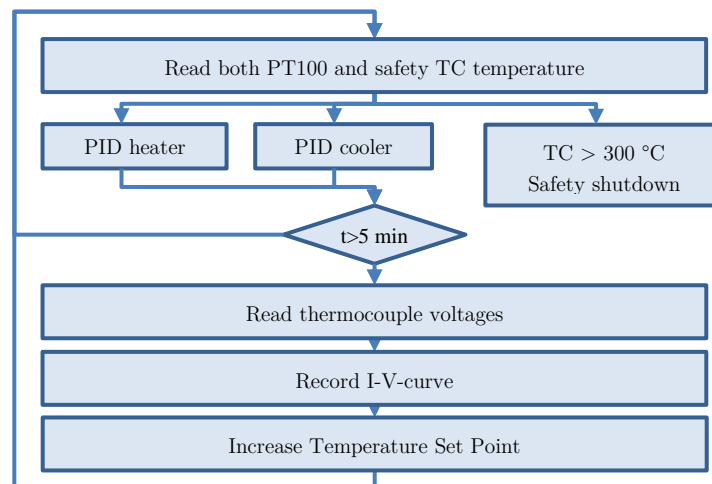 Read both PT100 and safety TC temperature
PID heater
PID cooler
TC > 300 °C
Safety shutdown
t>5 min
Read thermocouple voltages
Record I-V-curve
Increase Temperature Set Point